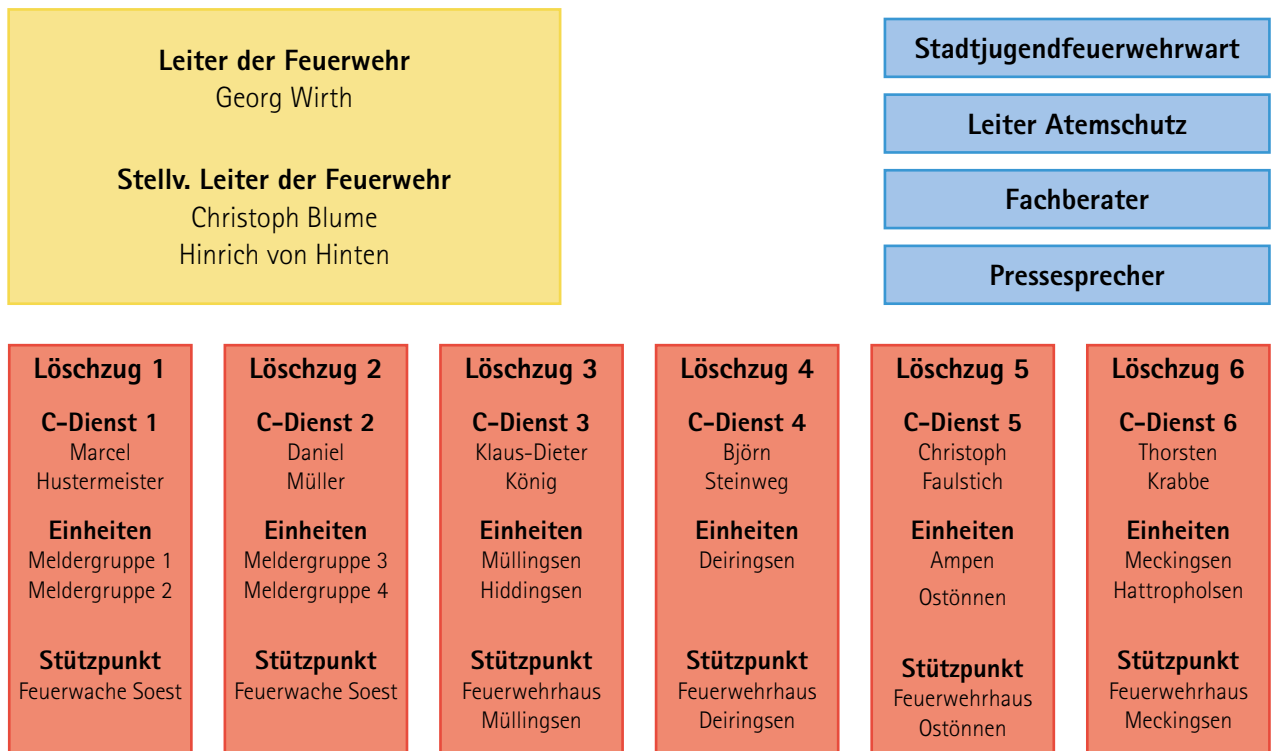 Leiter der Feuerwehr
Georg Wirth
Stellv. Leiter der Feuerwehr
Christoph Blume
Hinrich von Hinten
Stadtjugendfeuerwehrwart
Leiter Atemschutz
Fachberater
Pressesprecher
Löschzug 1
C-Dienst 1
Marcel
Hustermeister
Einheiten
Meldergruppe 1
Meldergruppe 2
Stützpunkt
Feuerwache Soest
Löschzug 2
C-Dienst 2
Daniel
Müller
Einheiten
Meldergruppe 3
Meldergruppe 4
Stützpunkt
Feuerwache Soest
Löschzug 3
C-Dienst 3
Klaus-Dieter
König
Einheiten
Müllingsen
Hiddingsen
Stützpunkt
Feuerwehrhaus
Müllingsen
Löschzug 4
C-Dienst 4
Björn
Steinweg
Einheiten
Deiringsen
Stützpunkt
Feuerwehrhaus
Deiringsen
Löschzug 5
C-Dienst 5
Christoph
Faulstich
Einheiten
Ampen
Ostönnen
Stützpunkt
Feuerwehrhaus
Ostönnen
Löschzug 6
C-Dienst 6
Thorsten
Krabbe
Einheiten
Meckingsen
Hattropholsen
Stützpunkt
Feuerwehrhaus
Meckingsen